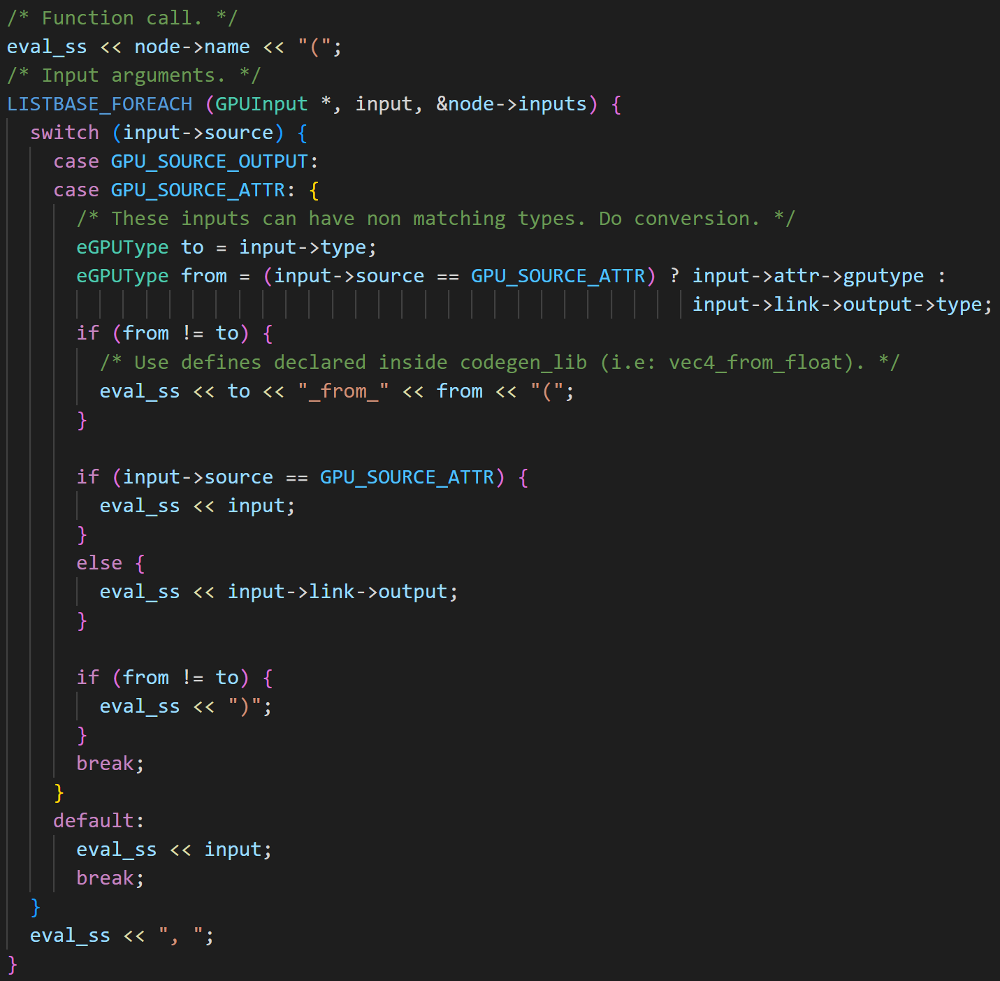 /* Function call. */
eval_ss << node->name << "(";
/* Input arguments. */
LISTBASE_FOREACH (GPUInput *, input, &node->inputs) {
  switch (input->source) {
    case GPU_SOURCE_OUTPUT:
    case GPU_SOURCE_ATTR: {
      /* These inputs can have non matching types. Do conversion. */
      eGPUType to = input->type;
      eGPUType from = (input->source == GPU_SOURCE_ATTR) ? input->attr->gputype :
                                                           input->link->output->type;
      if (from != to) {
        /* Use defines declared inside codegen_lib (i.e: vec4_from_float). */
        eval_ss << to << "_from_" << from << "(";
      }

      if (input->source == GPU_SOURCE_ATTR) {
        eval_ss << input;
      }
      else {
        eval_ss << input->link->output;
      }

      if (from != to) {
        eval_ss << ")";
      }
      break;
    }
    default:
      eval_ss << input;
      break;
  }
  eval_ss << ", ";
}